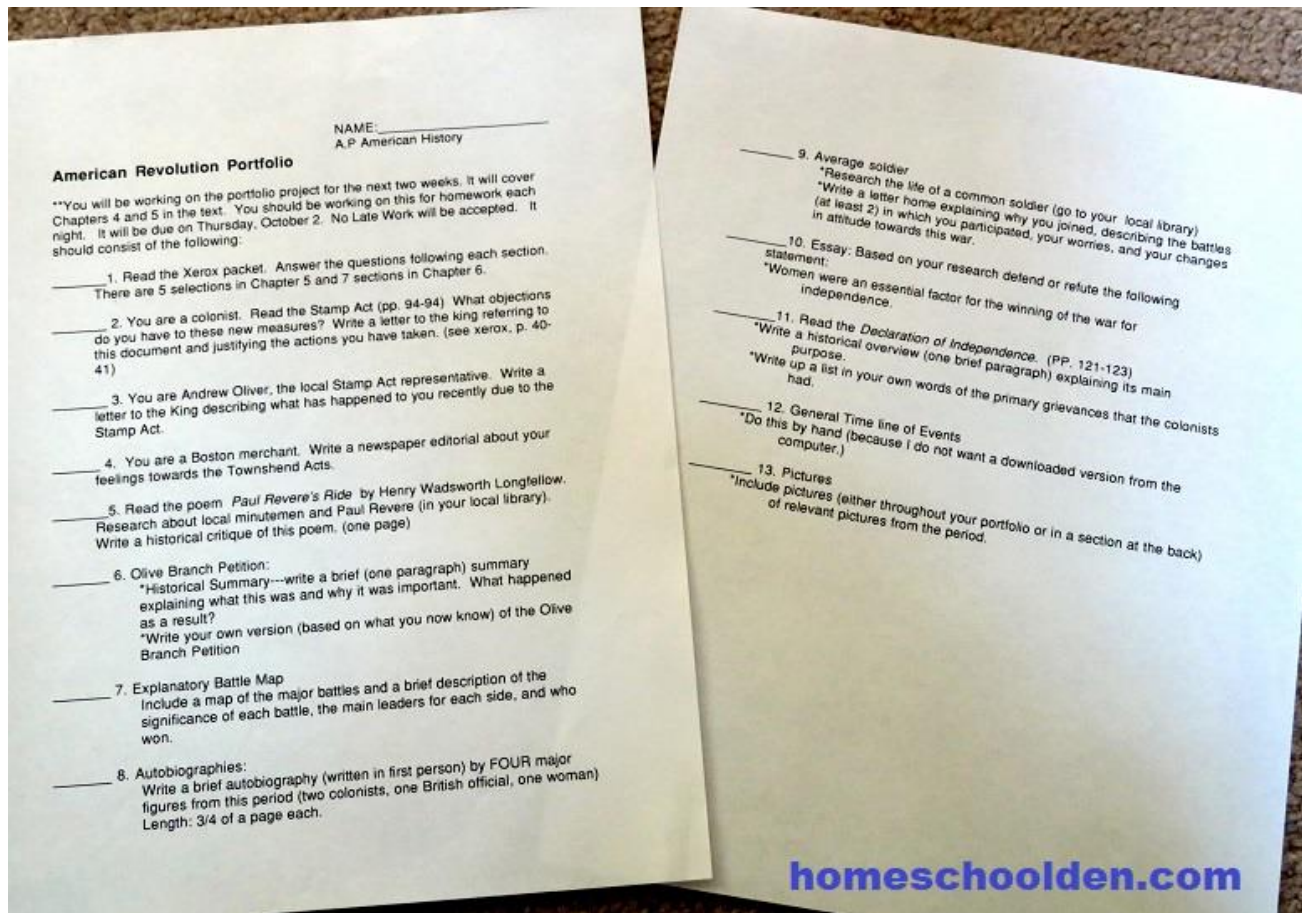 NAME:
A.P American History
American Revolution Portfolio
**You will be working on the portfolio project for the next two weeks. It will cover
Chapters 4 and 5 in the text. You should be working on this for homework each
night. It will be due on Thursday, October 2. No Late Work will be accepted. It
should consist of the following:
1. Read the Xerox packet. Answer the questions following each section.
There are 5 selections in Chapter 5 and 7 sections in Chapter 6.
2. You are a colonist. Read the Stamp Act (pp. 94-94) What objections
do you have to these new measures? Write a letter to the king referring to
this document and justifying the actions you have taken. (see xerox, p. 40-
41)
3. You are Andrew Oliver, the local Stamp Act representative. Write a
letter to the King describing what has happened to you recently due to the
Stamp Act.
4. You are a Boston merchant. Write a newspaper editorial about your
feelings towards the Townshend Acts.
5. Read the poem Paul Revere's Ride by Henry Wadsworth Longfellow.
Research about local minutemen and Paul Revere (in your local library).
Write a historical critique of this poem. (one page)
6. Olive Branch Petition:
*Historical Summary---write a brief (one paragraph) summary
explaining what this was and why it was important. What happened
as a result?
*Write your own version (based on what you now know) of the Olive
Branch Petition
7. Explanatory Battle Map
Include a map of the major battles and a brief description of the
significance of each battle, the main leaders for each side, and who
won.
8. Autobiographies:
Write a brief autobiography (written in first person) by FOUR major
figures from this period (two colonists, one British official, one woman)
Length: 3/4 of a page each.
9. Average soldier
*Research the life of a common soldier (go to your local library)
*Write a letter home explaining why you joined, describing the battles
(at least 2) in which you participated, your worries, and your changes
in attitude towards this war.
10. Essay: Based on your research defend or refute the following
statement:
*Women were an essential factor for the winning of the war for
independence.
11. Read the Declaration of Independence. (PP. 121-123)
*Write a historical overview (one brief paragraph) explaining its main
purpose.
*Write up a list in your own words of the primary grievances that the colonists
had.
12. General Time line of Events
*Do this by hand (because I do not want a downloaded version from the
computer.)
13. Pictures
*Include pictures (either throughout your portfolio or in a section at the back)
of relevant pictures from the period.
homeschoolden.com